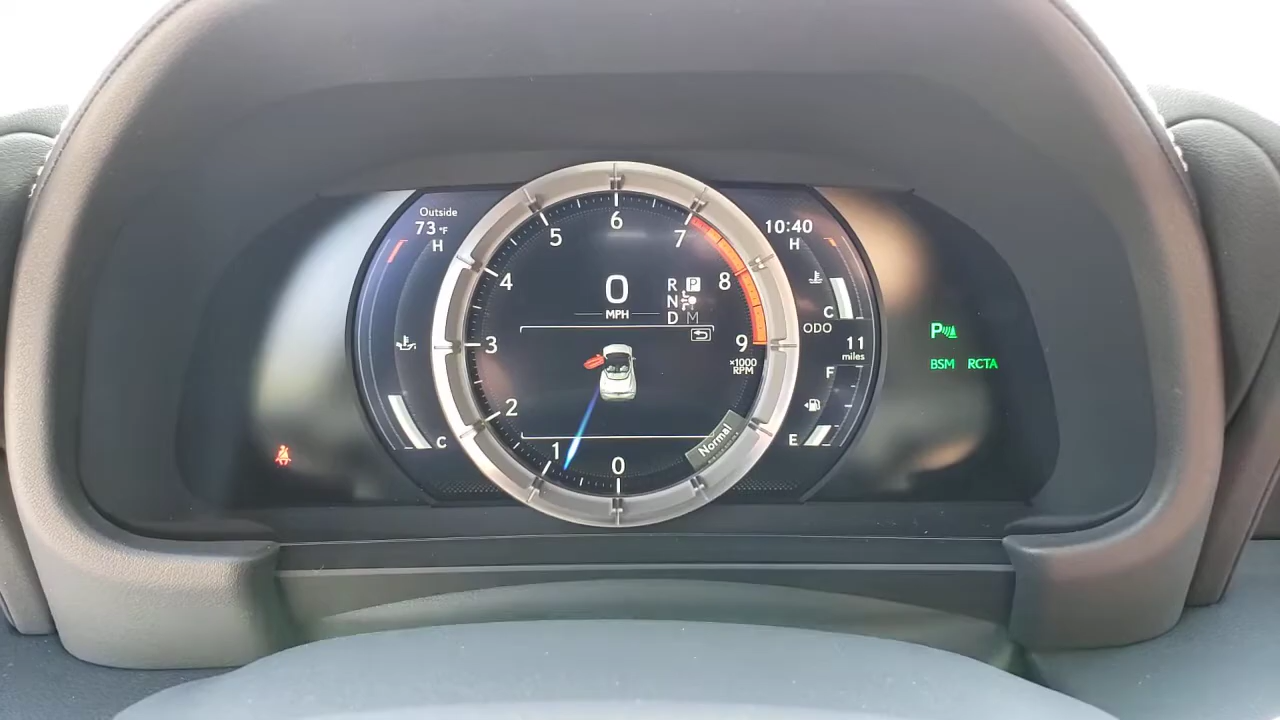 Outside
73 °F
H
C
0
1
2
3
4
5
6
7
8
9
×1000
RPM
0
MPH
R P
N
D M
Normal
10:40
H
C
ODO
11
miles
F
E
P
BSM RCTA